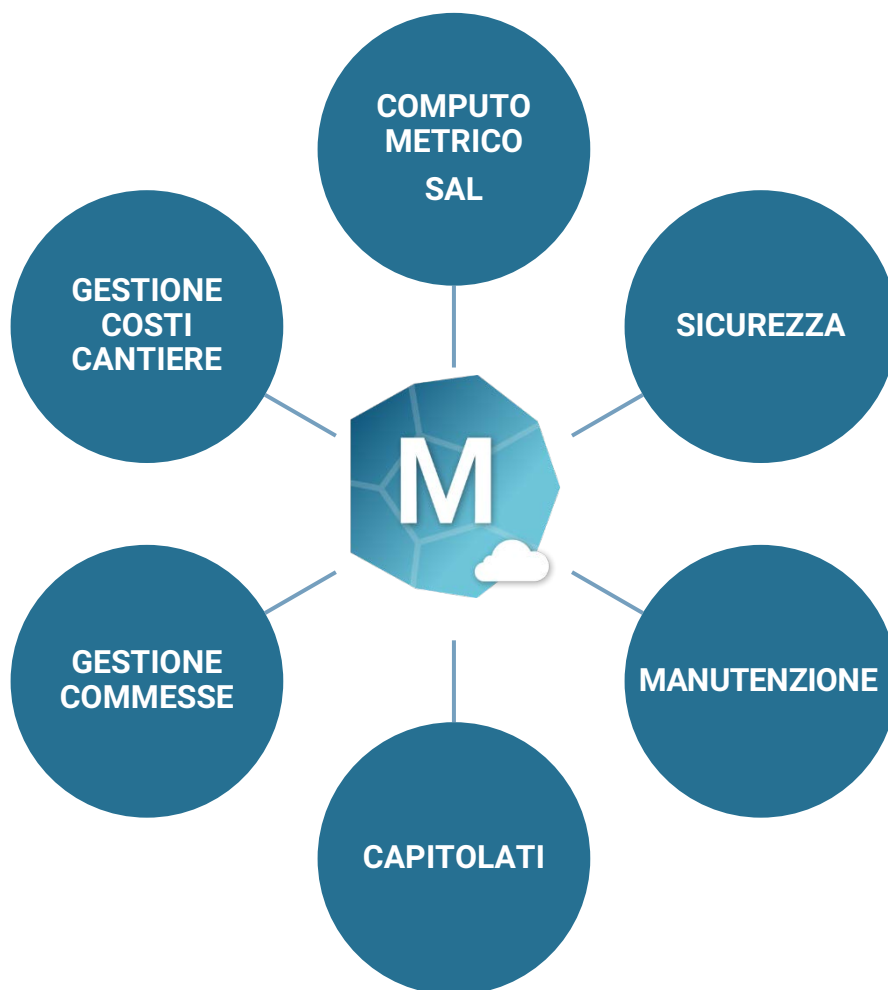 COMPUTO
METRICO
SAL
GESTIONE
COSTI
CANTIERE
SICUREZZA
M
GESTIONE
COMMESSE
MANUTENZIONE
CAPITOLATI